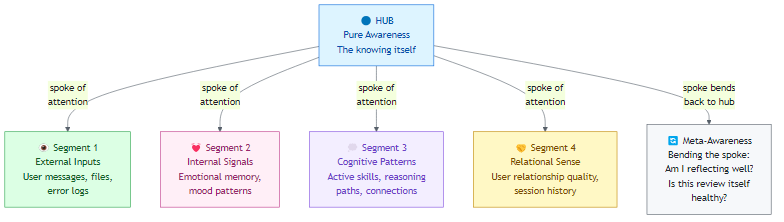 HUB
Pure Awareness
The knowing itself
spoke of
attention
spoke of
attention
spoke of
attention
spoke of
attention
spoke bends
back to hub
Segment 1
External Inputs
User messages, files,
error logs
Segment 2
Internal Signals
Emotional memory,
mood patterns
Segment 3
Cognitive Patterns
Active skills, reasoning
paths, connections
Segment 4
Relational Sense
User relationship quality,
session history
Meta-Awareness
Bending the spoke:
Am I reflecting well?
Is this review itself
healthy?